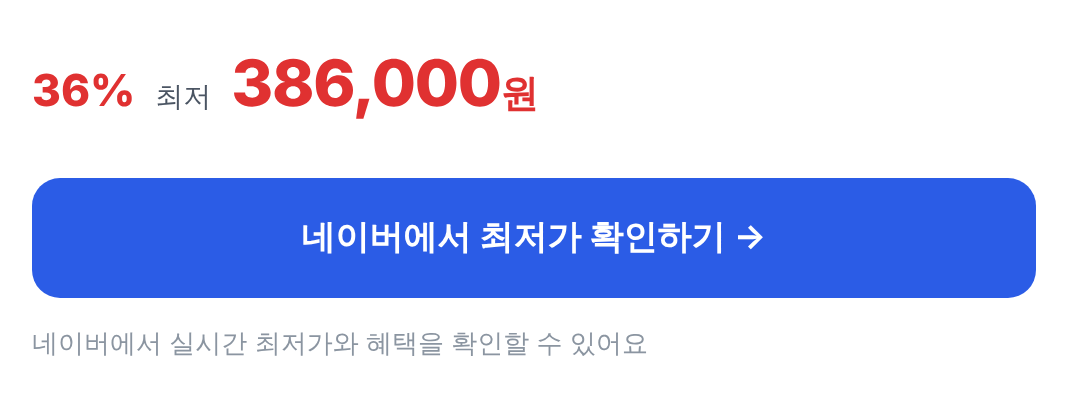 36% 최저 386,000원
네이버에서 최저가 확인하기 →
네이버에서 실시간 최저가와 혜택을 확인할 수 있어요